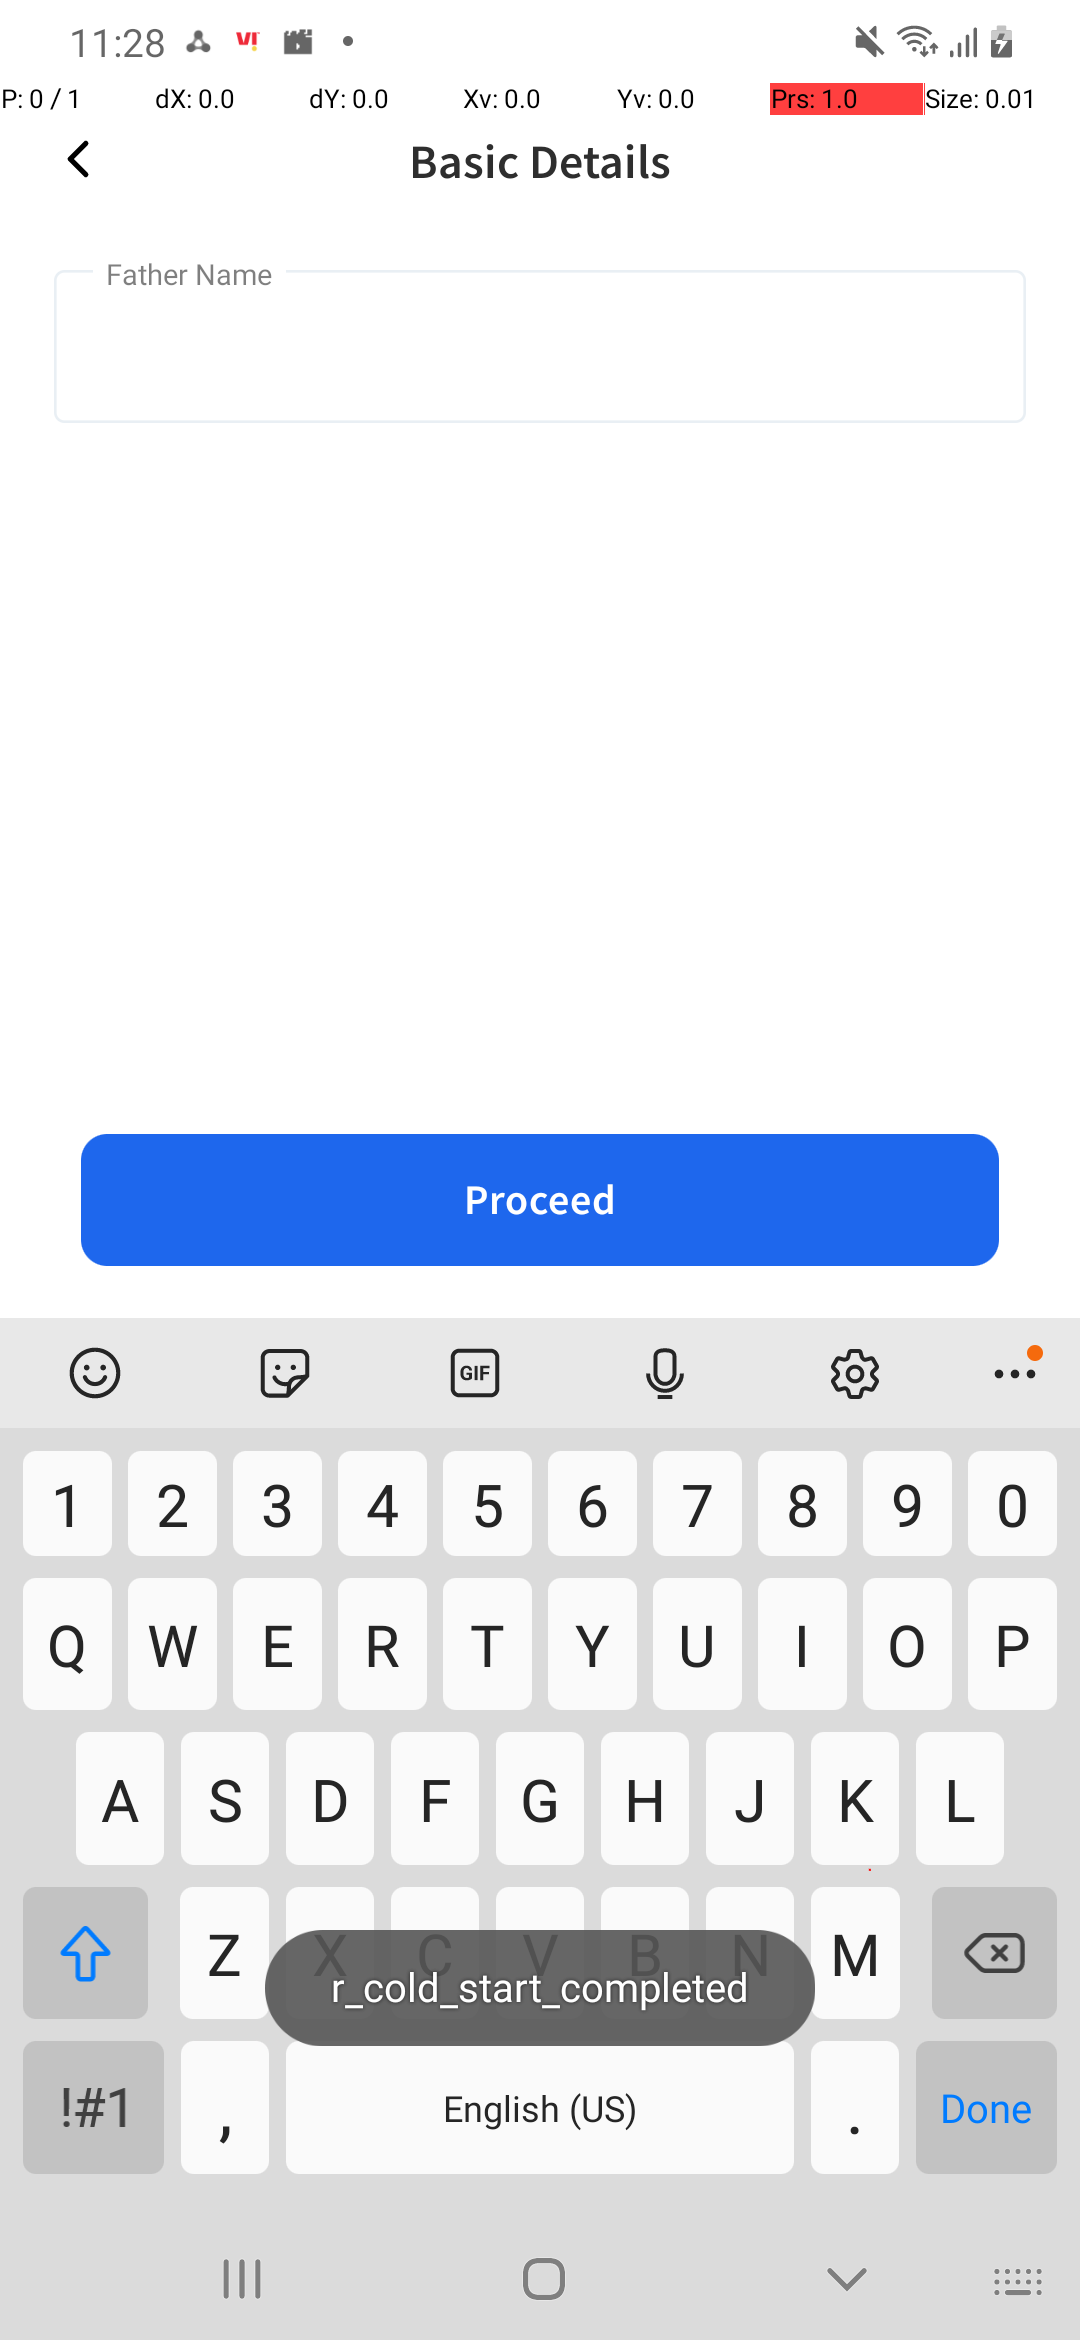 11:28
P: 0 / 1 dX: 0.0 dY: 0.0 Xv: 0.0 Yv: 0.0 Prs: 1.0 Size: 0.01
Basic Details
Father Name
Proceed
GIF
1 2 3 4 5 6 7 8 9 0
Q W E R T Y U I O P
A S D F G H J K L
Z X C V B N M
r_cold_start_completed
!#1 , English (US) . Done